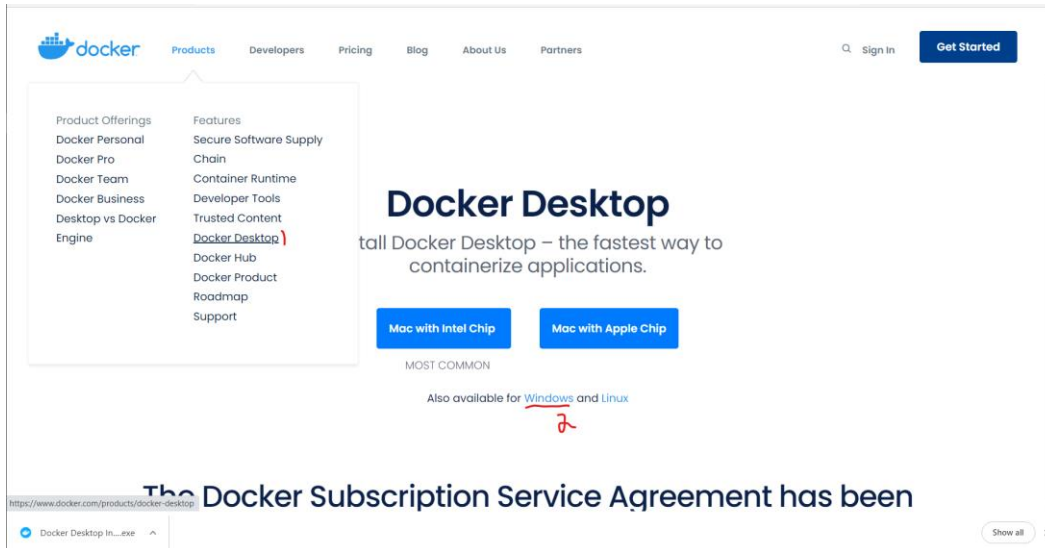 docker Products Developers Pricing Blog About Us Partners Sign In Get Started
Product Offerings
Docker Personal
Docker Pro
Docker Team
Docker Business
Desktop vs Docker
Engine
Features
Secure Software Supply
Chain
Container Runtime
Developer Tools
Trusted Content
Docker Desktop 1
Docker Hub
Docker Product
Roadmap
Support
Docker Desktop
tall Docker Desktop – the fastest way to
containerize applications.
Mac with Intel Chip Mac with Apple Chip
MOST COMMON
Also available for Windows and Linux
2
The Docker Subscription Service Agreement has been
https://www.docker.com/products/docker-desktop
Docker Desktop In....exe Show all